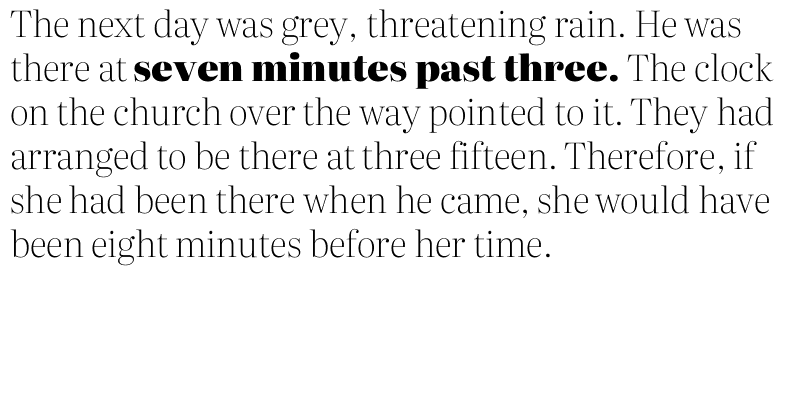 The next day was grey, threatening rain. He was
there at seven minutes past three. The clock
on the church over the way pointed to it. They had
arranged to be there at three fifteen. Therefore, if
she had been there when he came, she would have
been eight minutes before her time.